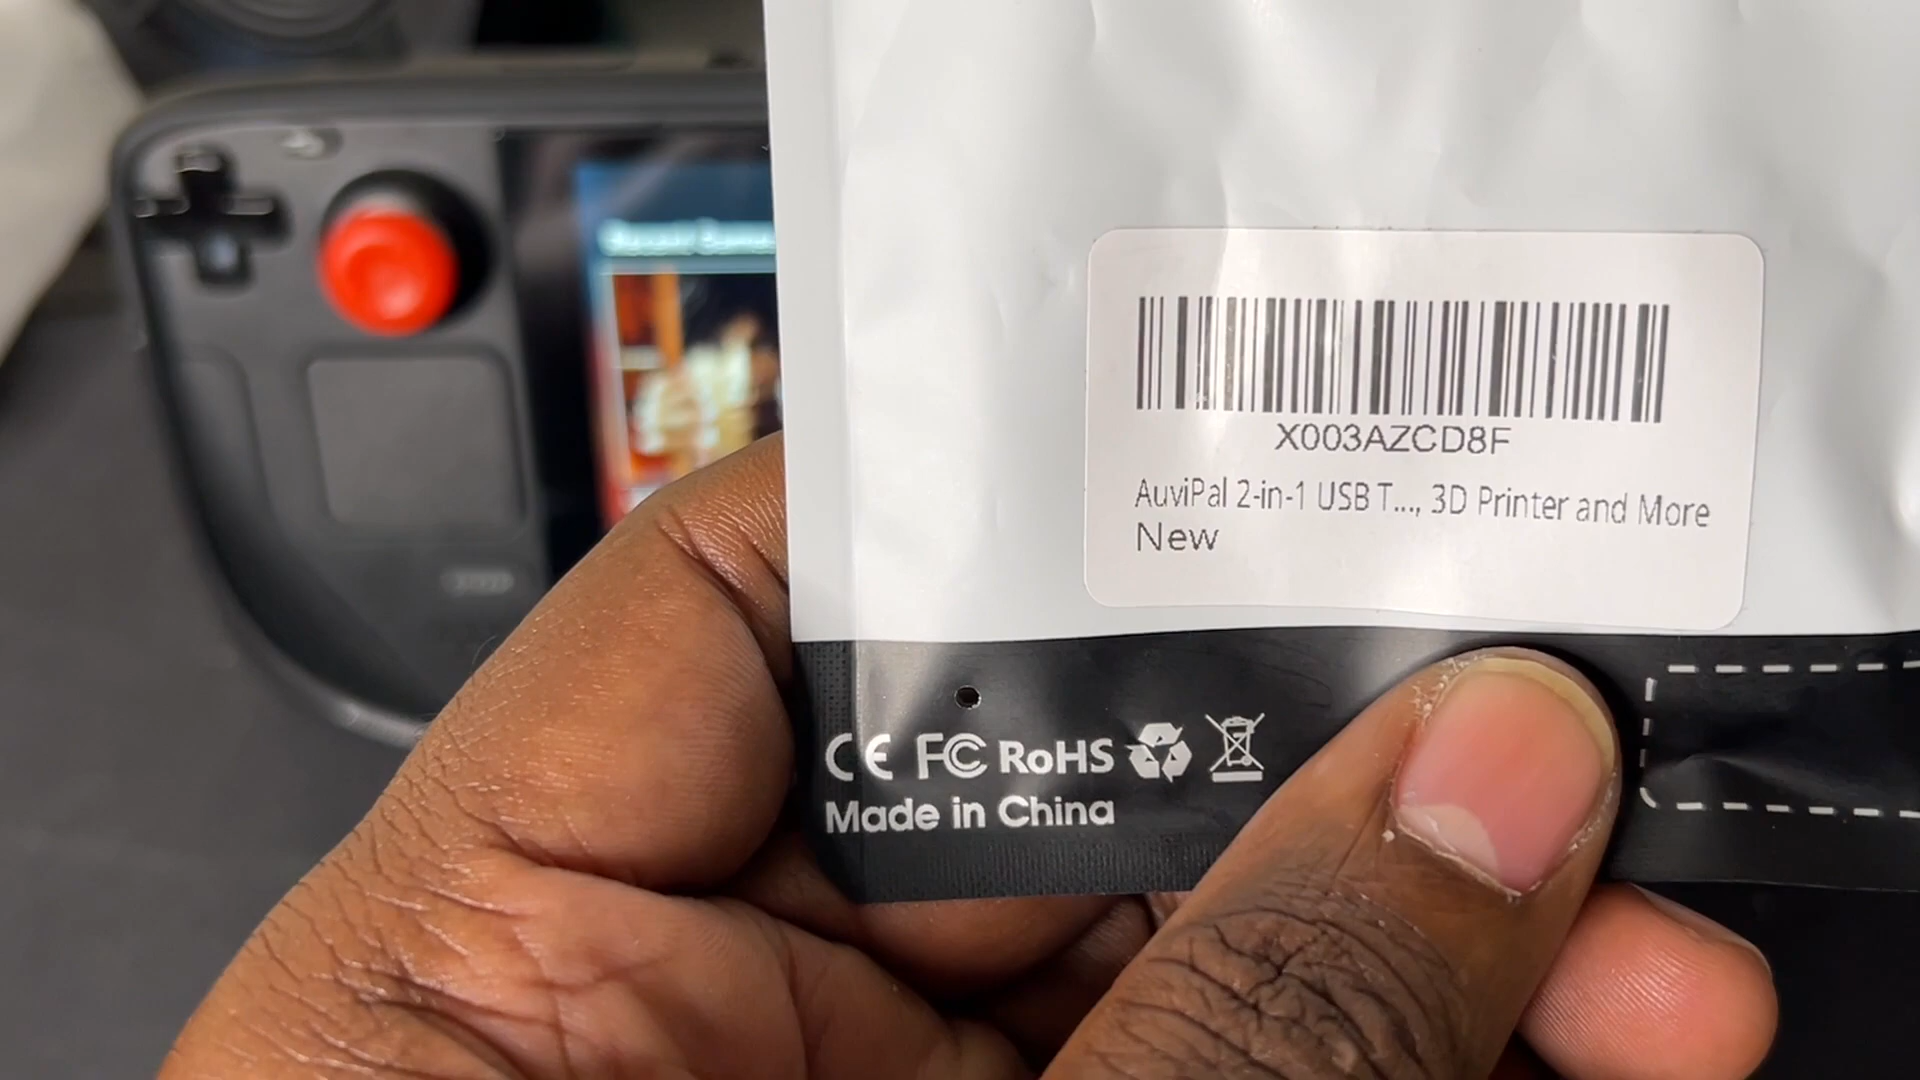 X003AZCD8F
AuviPal 2-in-1 USB T..., 3D Printer and More
New
CE FC RoHS
Made in China